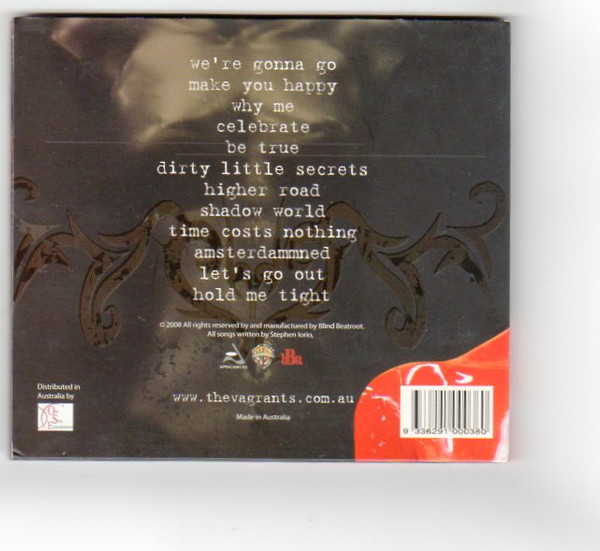 we're gonna go
make you happy
why me
celebrate
be true
dirty little secrets
higher road
shadow world
time costs nothing
amsterdammned
let's go out
hold me tight
© 2008 All rights reserved by and manufactured by Blind Beatroot.
All songs written by Stephen Iorio,
Distributed in
Australia by
www.thevagrants.com.au
Made in Australia
9 336291 000380